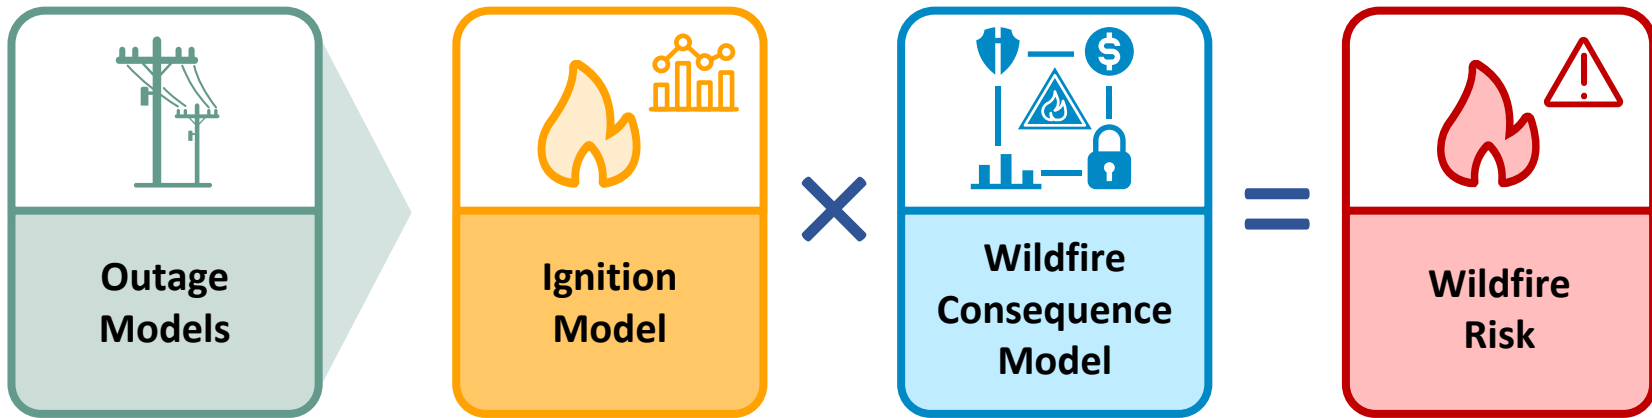 Outage
Models
Ignition
Model
×
Wildfire
Consequence
Model
=
Wildfire
Risk